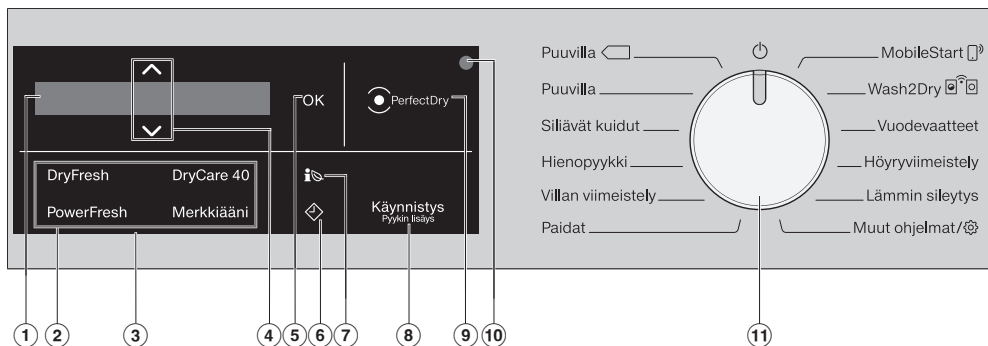 OK
PerfectDry
DryFresh
DryCare 40
PowerFresh
Merkkiääni
Käynnistys
Pyykin lisäys
Puuvilla
Puuvilla
Siliävät kuidut
Hienopyykki
Villan viimeistely
Paidat
MobileStart
Wash2Dry
Vuodevaatteet
Höyryviimeistely
Lämmin sileytys
Muut ohjelmat/
1
2
3
4
5
6
7
8
9
10
11